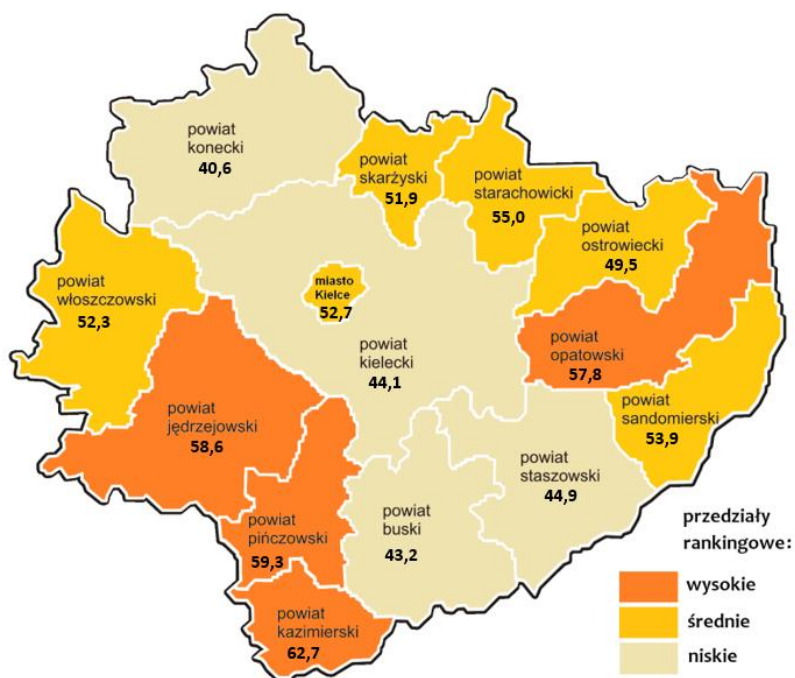 powiat
konecki
40,6
powiat
skarżyski
51,9
powiat
starachowicki
55,0
powiat
ostrowiecki
49,5
powiat
włoszczowski
52,3
miasto
Kielce
52,7
powiat
kielecki
44,1
powiat
opatowski
57,8
powiat
sandomierski
53,9
powiat
jędrzejowski
58,6
powiat
staszowski
44,9
powiat
pińczowski
59,3
powiat
buski
43,2
powiat
kazimierski
62,7
przedziały
rankingowe:
wysokie
średnie
niskie